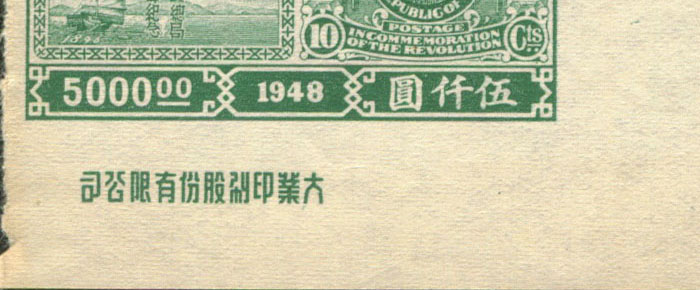 1896
PUBLIC OF
POSTAGE
IN COMMEMORATION
OF THE REVOLUTION
10 Cts
5000.00
1948
伍仟圓
大業印刷股份有限公司